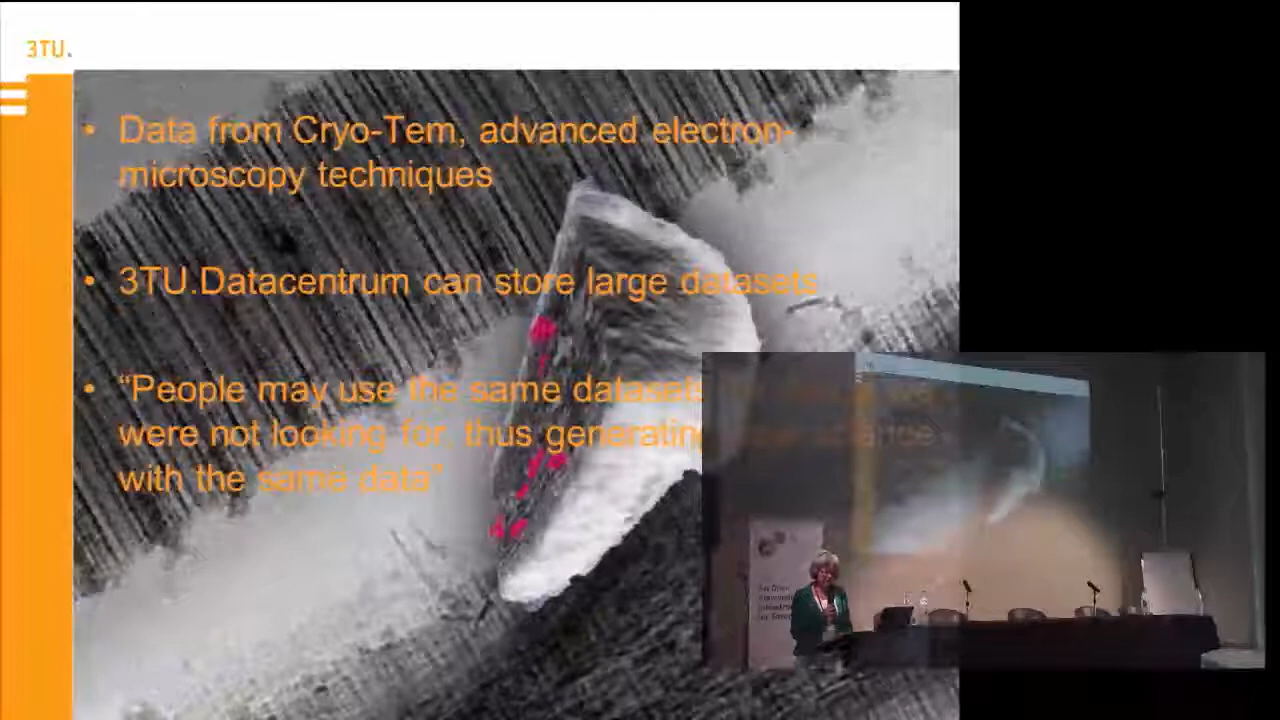 3TU.
• Data from Cryo-Tem, advanced electron-
microscopy techniques
• 3TU.Datacentrum can store large datasets
• “People may use the same datasets
were not looking for, thus generating
with the same data”